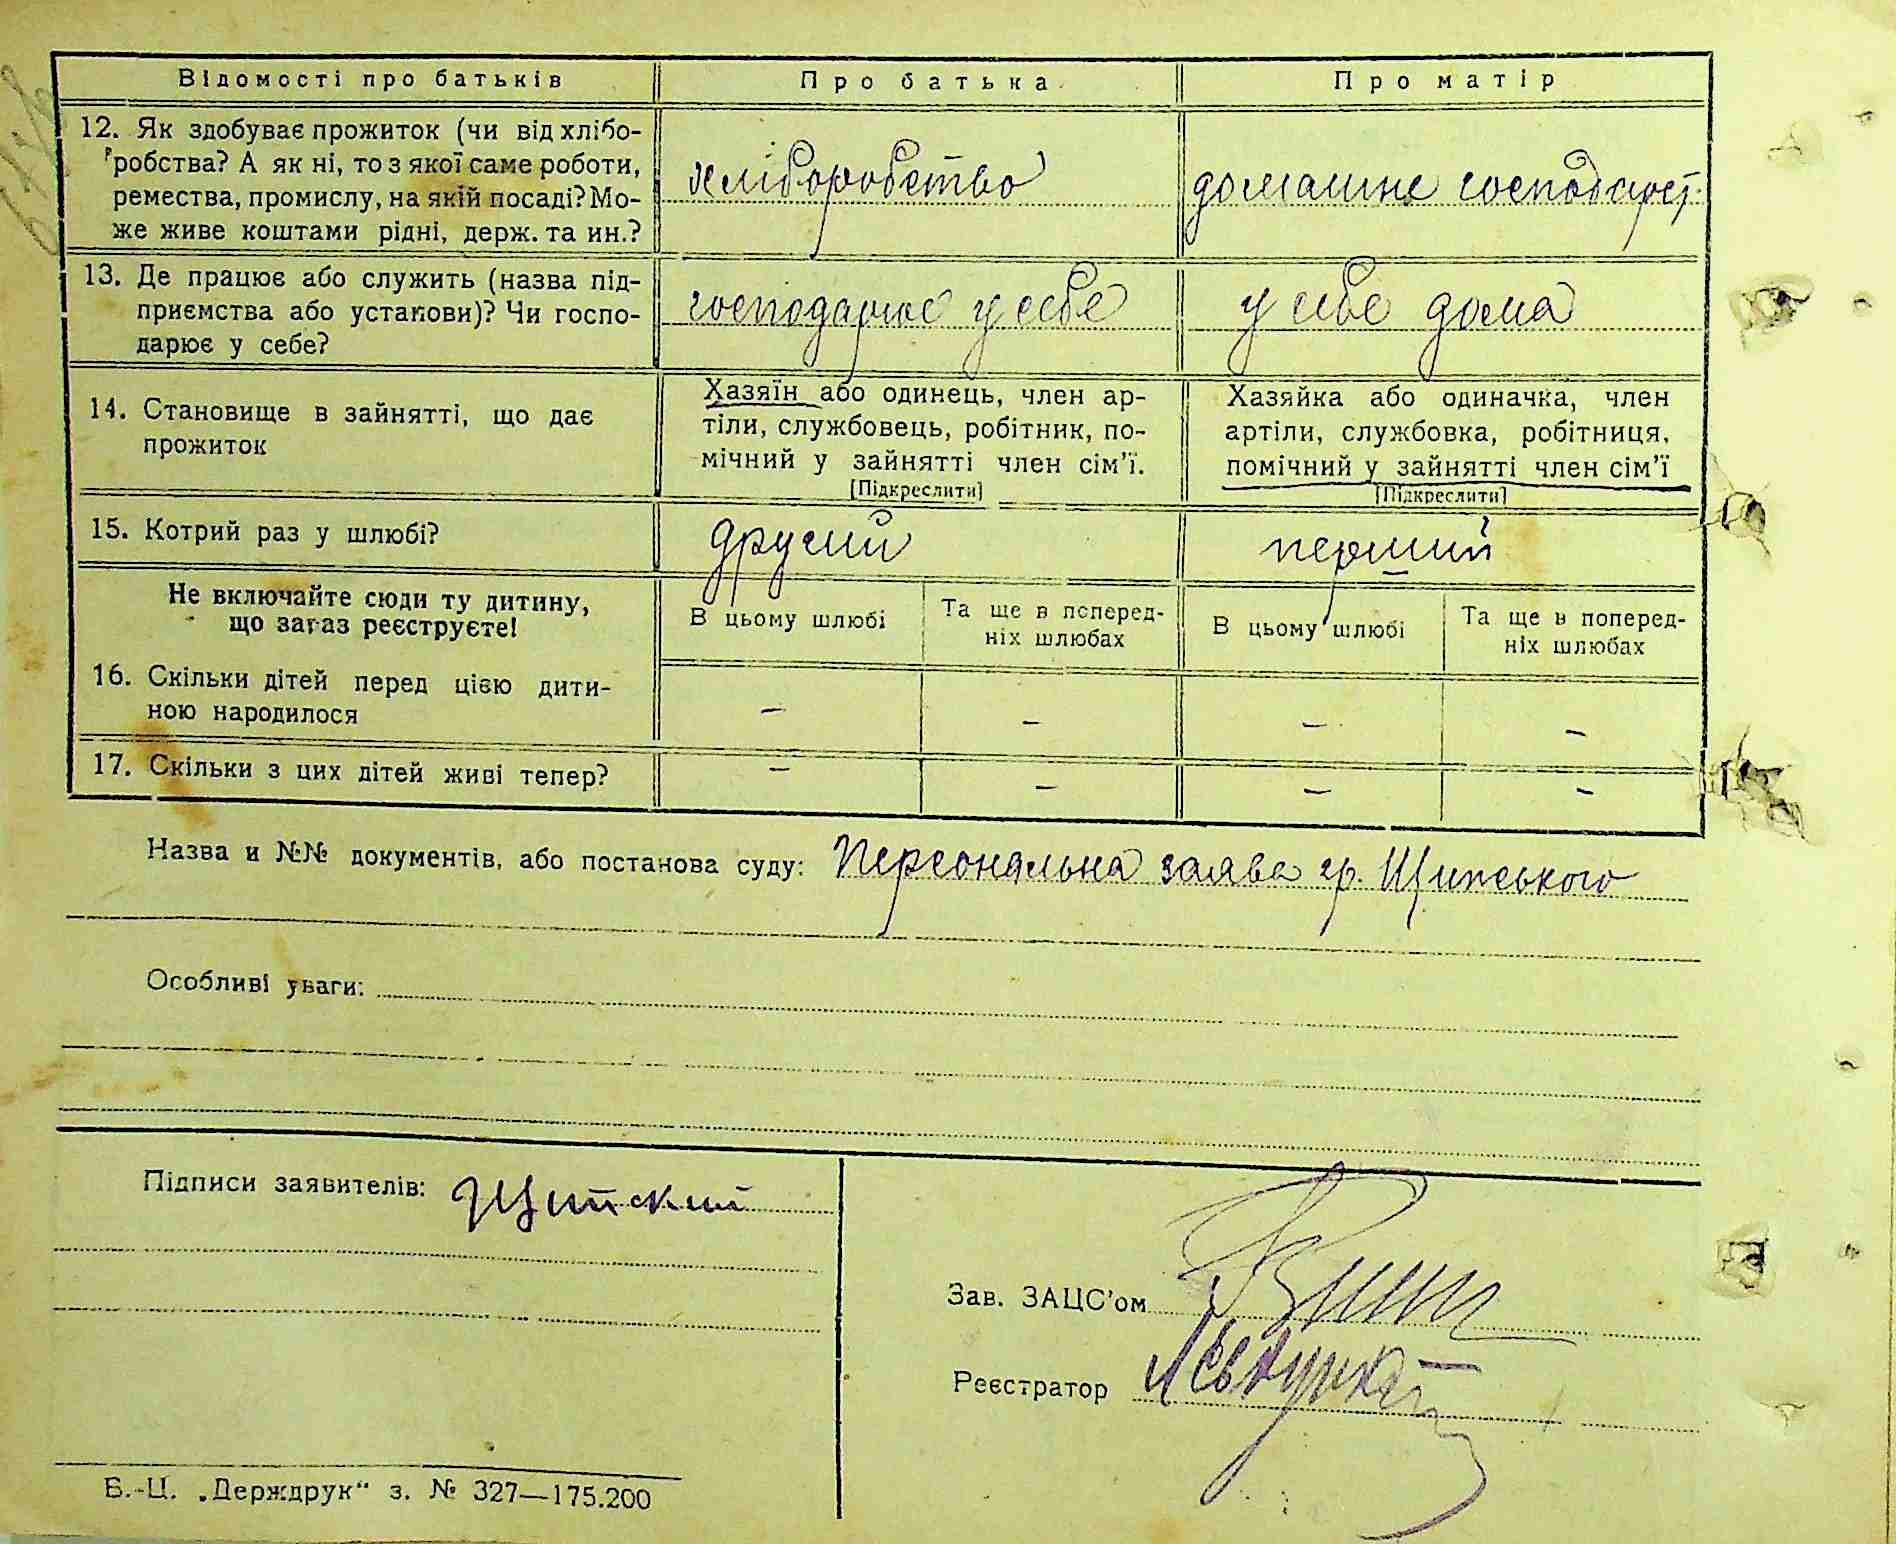 Відомості про батьків
Про батька
Про матір
12. Як здобуває прожиток (чи від хлібо-
робства? А як ні, то з якої саме роботи,
ремества, промислу, на якій посаді? Мо-
же живе коштами рідні, держ. та ин.?
хліборобство
домашнє господарст.
13. Де працює або служить (назва під-
приємства або установи)? Чи госпо-
дарює у себе?
господарює у себе
у себе дома
14. Становище в зайнятті, що дає
прожиток
Хазяїн або одинець, член ар-
тіли, службовець, робітник, по-
мічний у зайнятті член сім'ї.
[Підкреслити]
Хазяйка або одиначка, член
артіли, службовка, робітниця,
помічний у зайнятті член сім'ї
[Підкреслити]
15. Котрий раз у шлюбі?
другий
перший
Не включайте сюди ту дитину,
що зараз реєструєте!
В цьому шлюбі
Та ще в поперед-
ніх шлюбах
В цьому шлюбі
Та ще в поперед-
ніх шлюбах
16. Скільки дітей перед цією дити-
ною народилося
– – – –
17. Скільки з цих дітей живі тепер?
– – – –
Назва и №№ документів, або постанова суду: Персональна заява гр. Щипського
Особливі уваги:
Підписи заявителів: Щипский
Зав. ЗАЦС'ом
Реєстратор
Б.-Ц. „Держдрук" з. № 327—175.200